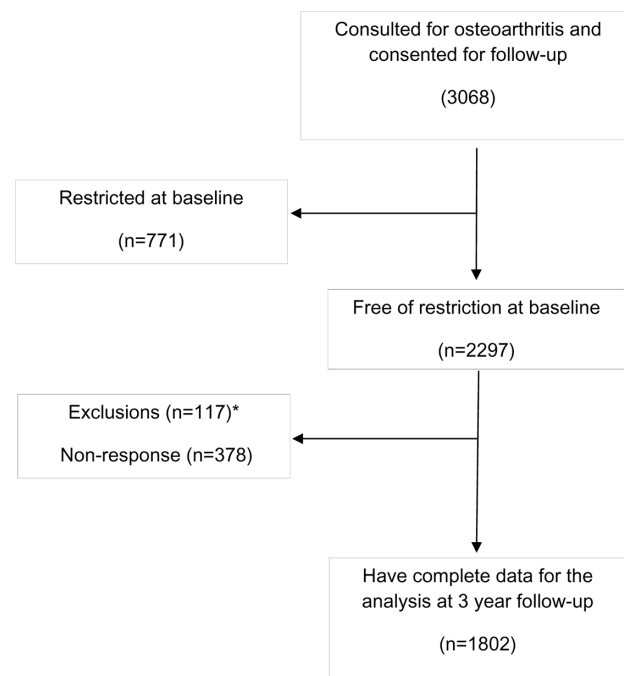 Consulted for osteoarthritis and
consented for follow-up
(3068)
Restricted at baseline
(n=771)
Free of restriction at baseline
(n=2297)
Exclusions (n=117)*
Non-response (n=378)
Have complete data for the
analysis at 3 year follow-up
(n=1802)